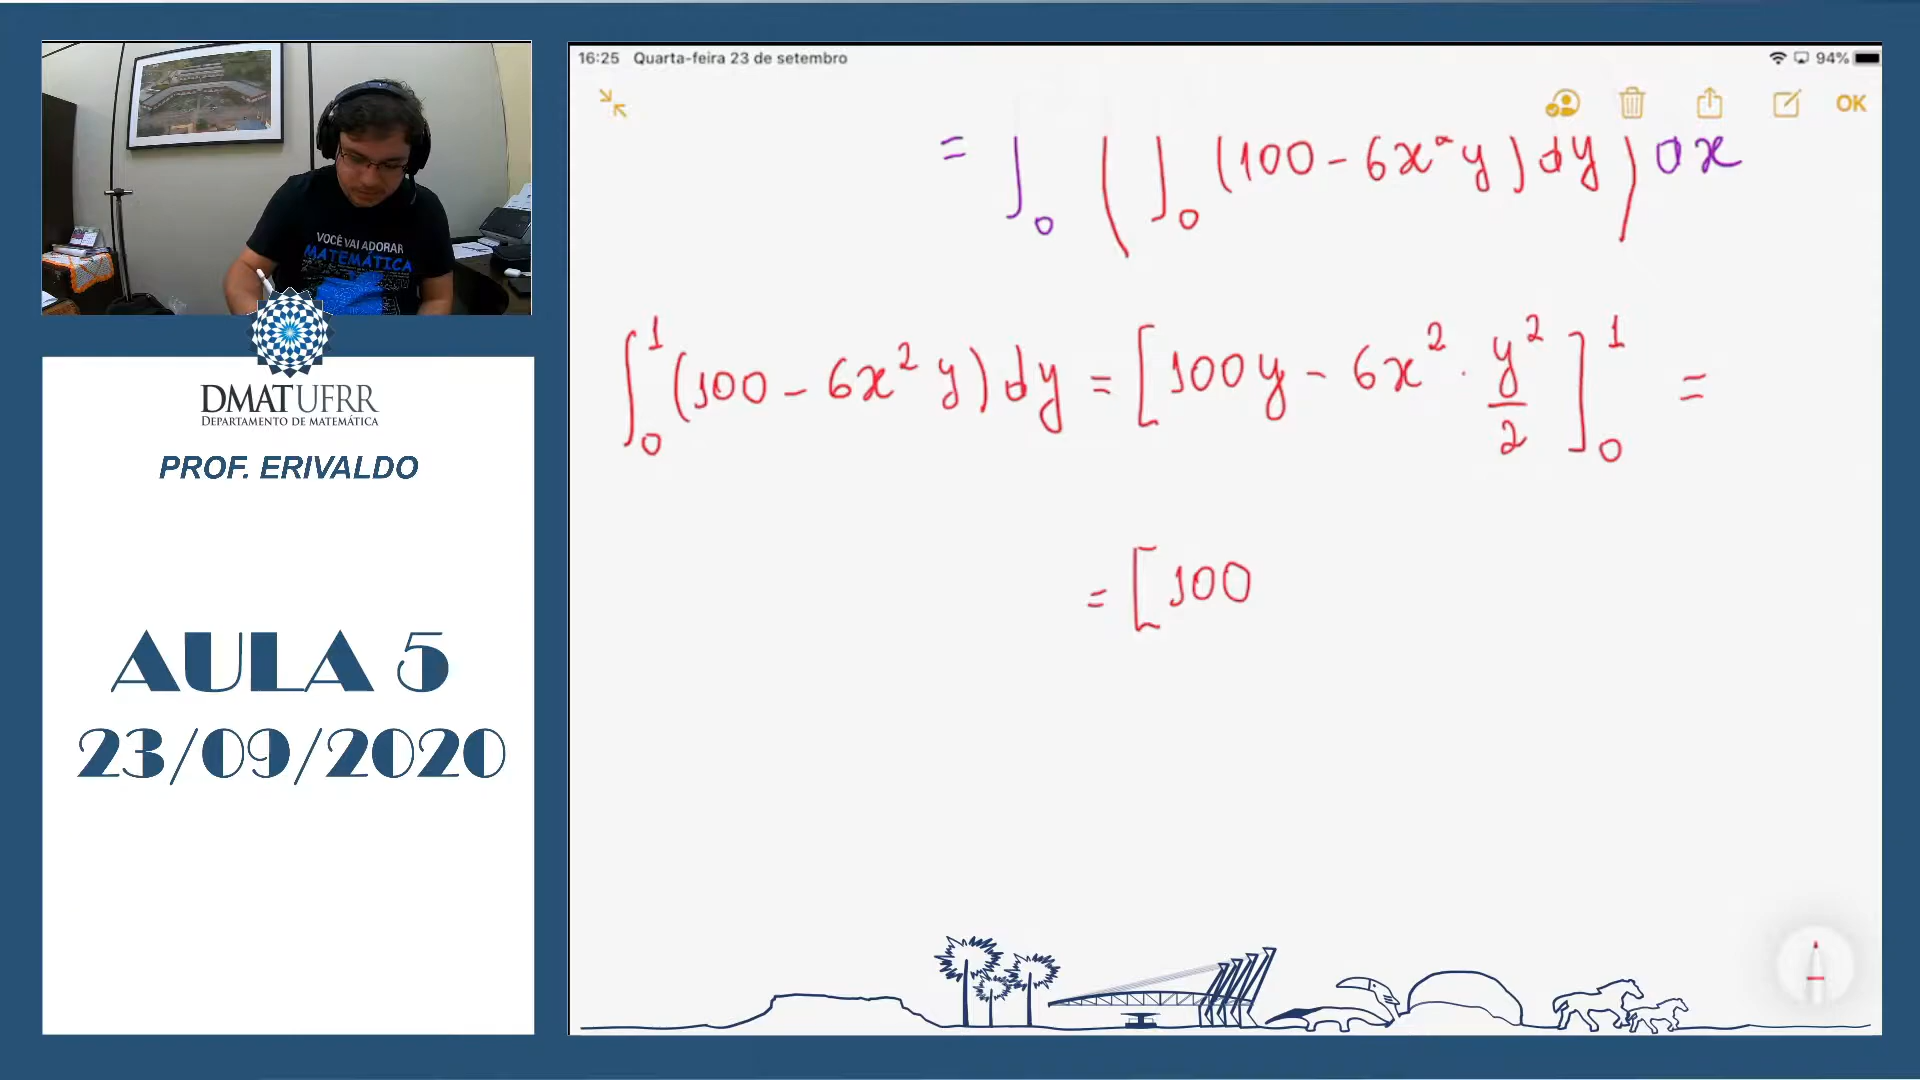 16:25 Quarta-feira 23 de setembro 94%
OK
= ∫₀ ( ∫₀ (100 - 6x²y) dy ) dx
VOCÊ VAI ADORAR
MATEMÁTICA
∫₀¹ (100 - 6x² y) dy = [100y - 6x² · y²/2]₀¹ =
= [100
DMATUFRR
DEPARTAMENTO DE MATEMÁTICA
PROF. ERIVALDO
AULA 5
23/09/2020